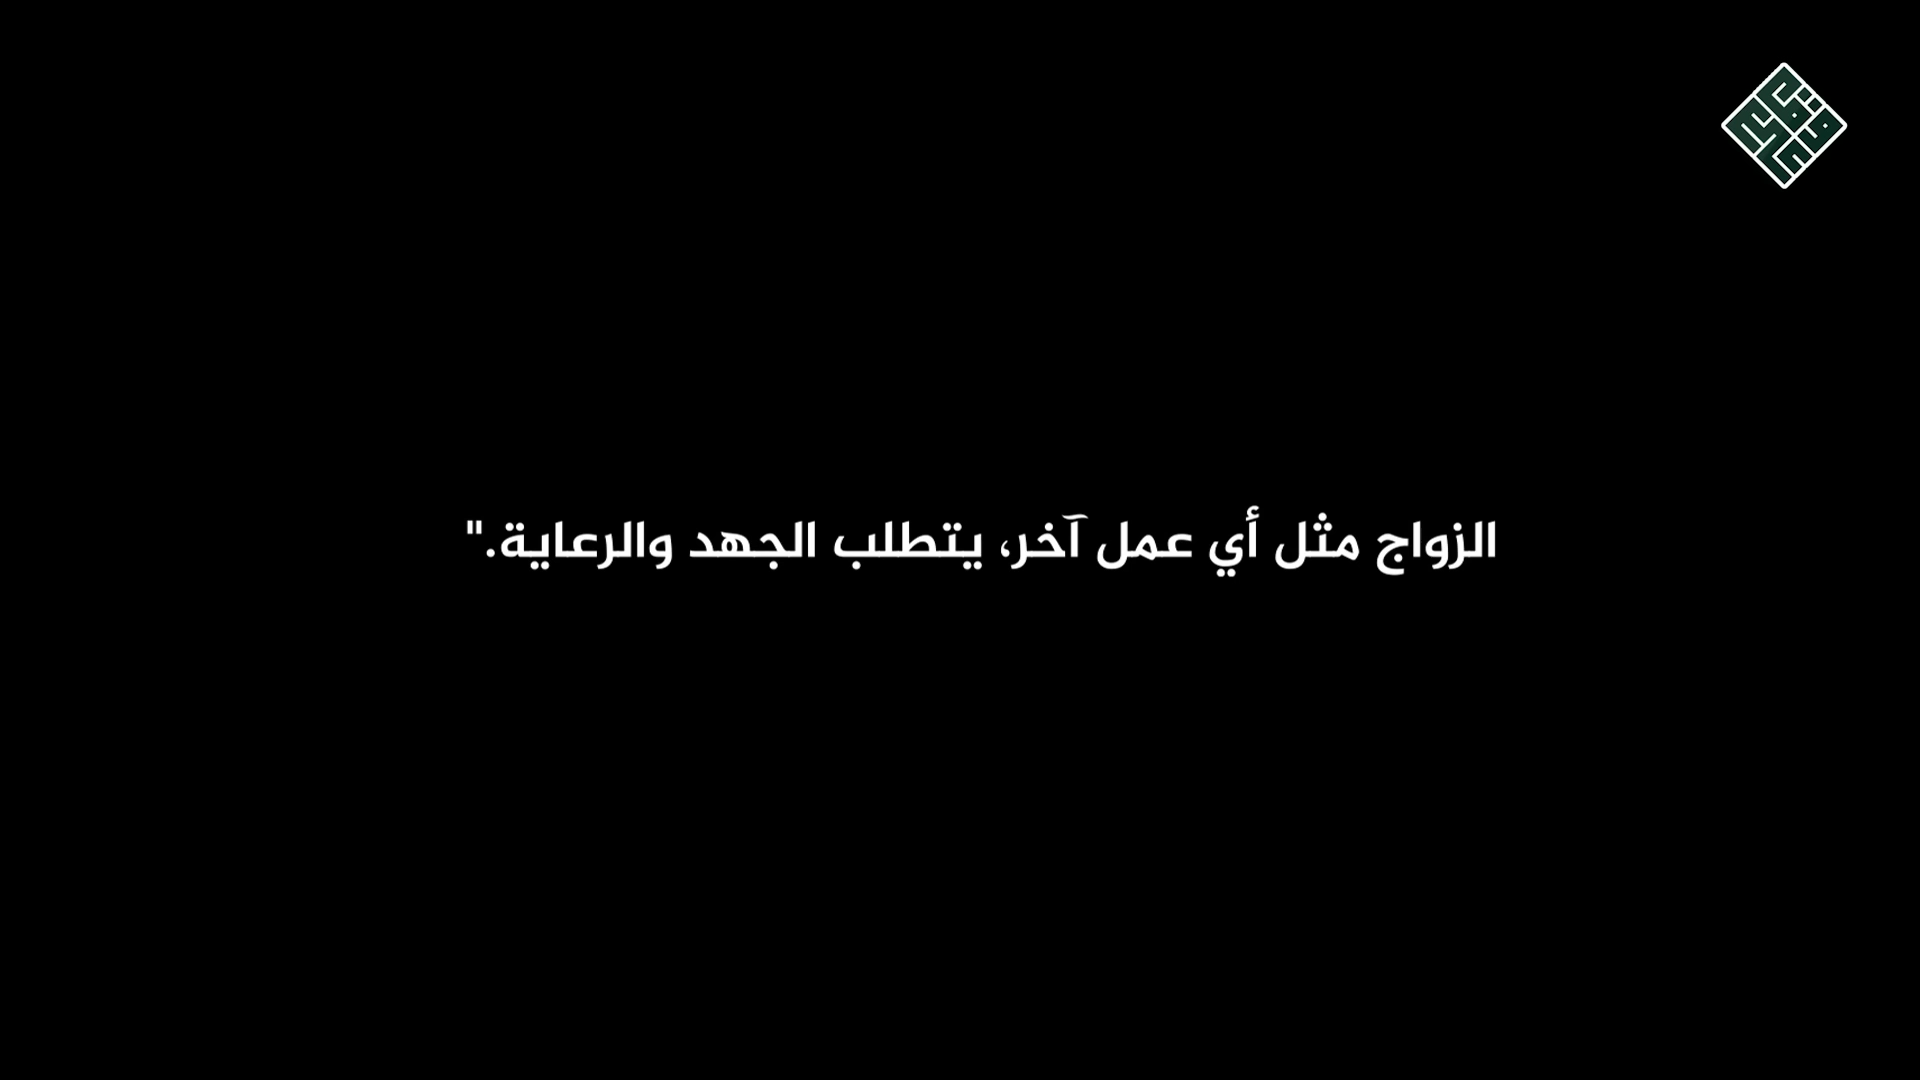 الزواج مثل أي عمل آخر، يتطلب الجهد والرعاية."